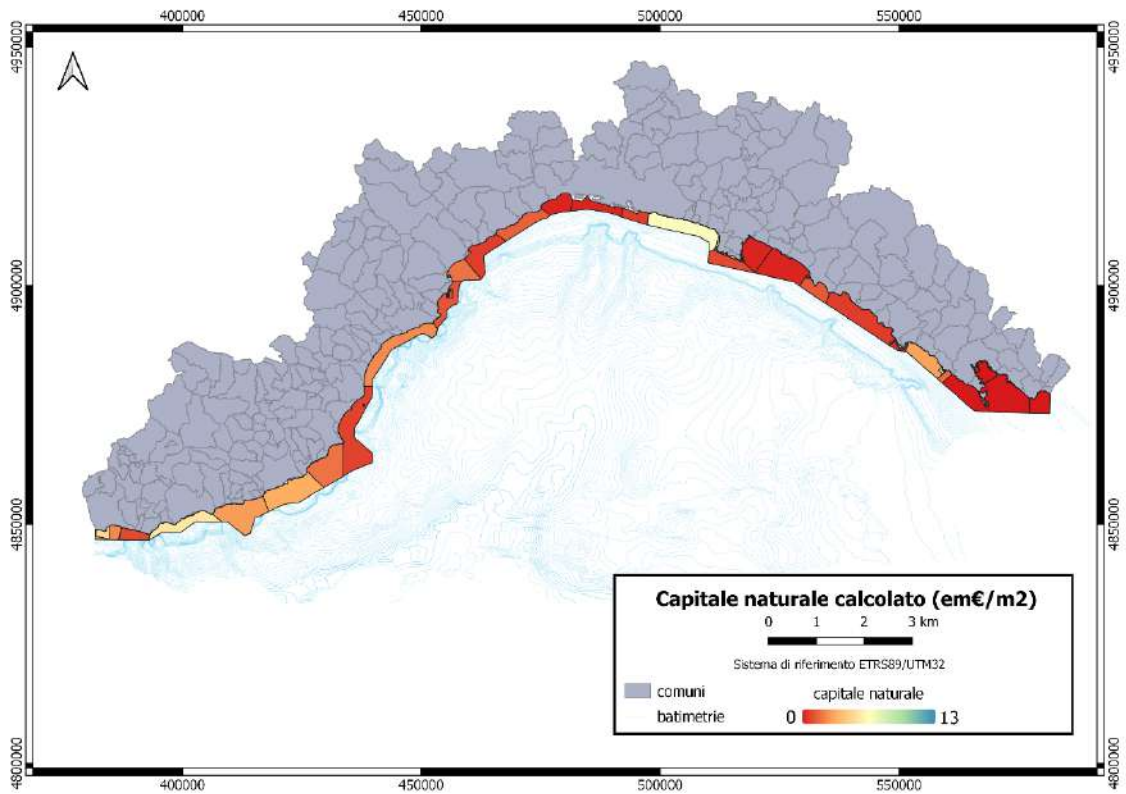 400000 450000 500000 550000
4950000 4950000
4900000 4900000
4850000 4850000
Capitale naturale calcolato (em€/m2)
0 1 2 3 km
Sistema di riferimento ETRS89/UTM32
comuni
capitale naturale
batimetrie
0 13
4800000 4800000
400000 450000 500000 550000